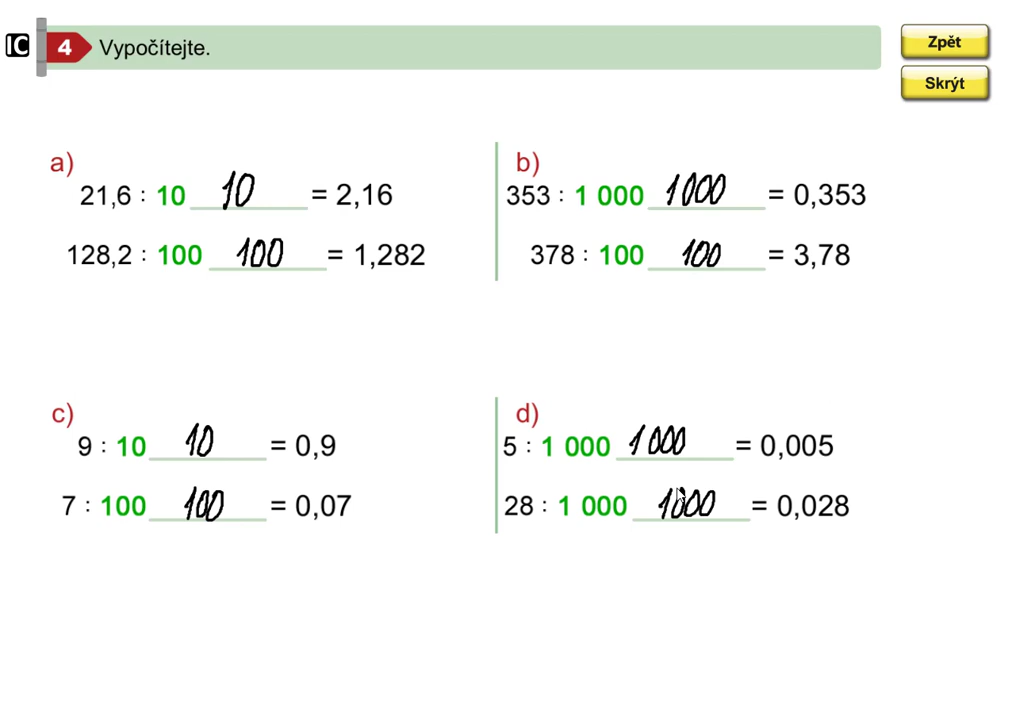 IC 4 Vypočítejte.
Zpět
Skrýt
a)
21,6 : 10 10 = 2,16
128,2 : 100 100 = 1,282
b)
353 : 1 000 1000 = 0,353
378 : 100 100 = 3,78
c)
9 : 10 10 = 0,9
7 : 100 100 = 0,07
d)
5 : 1 000 1000 = 0,005
28 : 1 000 1000 = 0,028